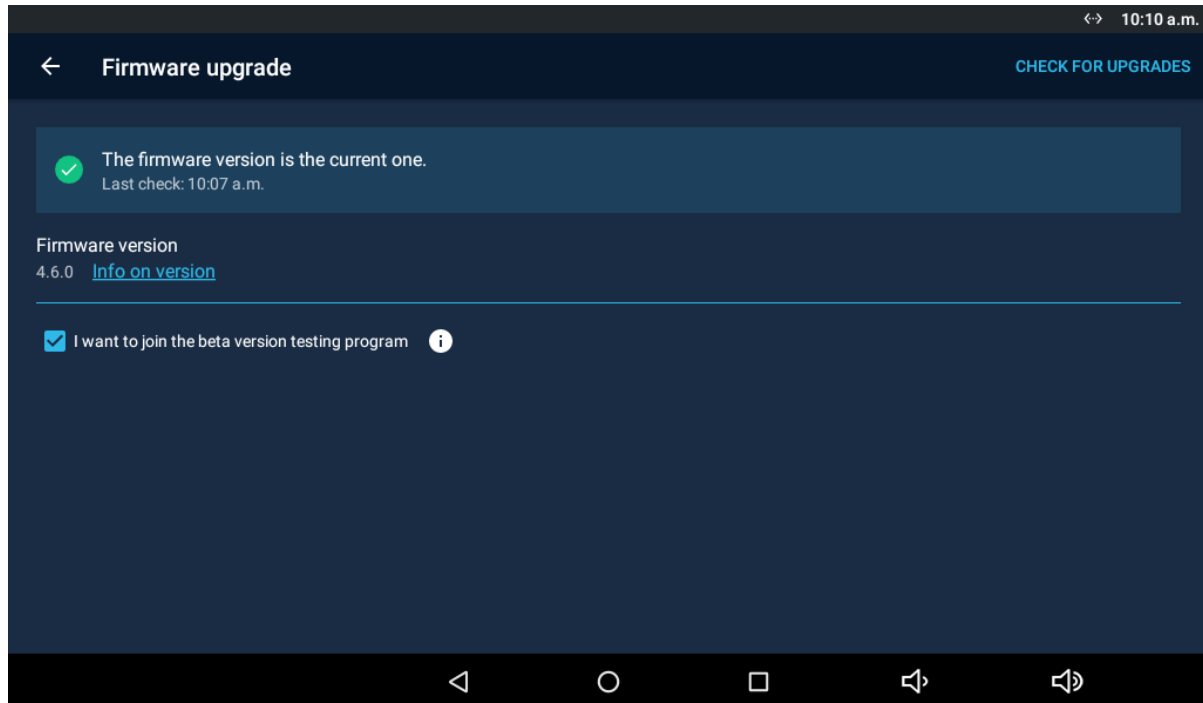 10:10 a.m.
Firmware upgrade
CHECK FOR UPGRADES
The firmware version is the current one.
Last check: 10:07 a.m.
Firmware version
4.6.0 Info on version
I want to join the beta version testing program